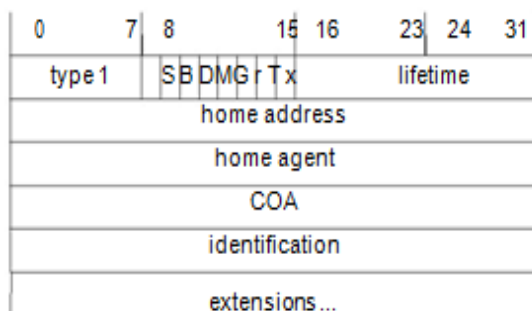 0 7 8 15 16 23 24 31
type 1 S B D M G r T x lifetime
home address
home agent
COA
identification
extensions...